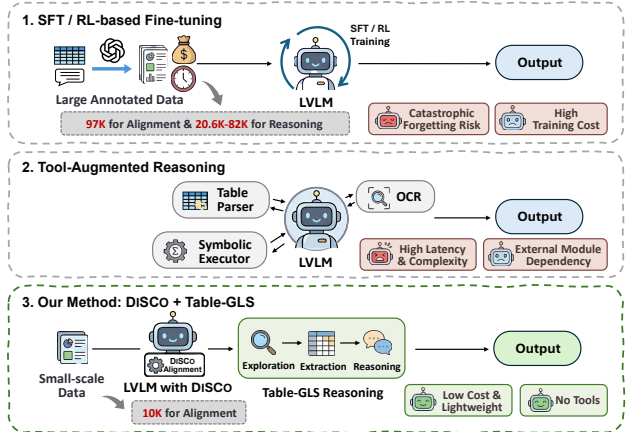 1. SFT / RL-based Fine-tuning
SFT / RL
Training
$
Large Annotated Data
LVLM
Output
97K for Alignment & 20.6K-82K for Reasoning
Catastrophic
Forgetting Risk
High
Training Cost
2. Tool-Augmented Reasoning
Table
Parser
OCR
Symbolic
Executor
Σ
LVLM
Output
High Latency
& Complexity
External Module
Dependency
3. Our Method: DISCO + Table-GLS
Small-scale
Data
DISCO
Alignment
LVLM with DISCO
10K for Alignment
Exploration
Extraction
Reasoning
Table-GLS Reasoning
Output
Low Cost &
Lightweight
No Tools